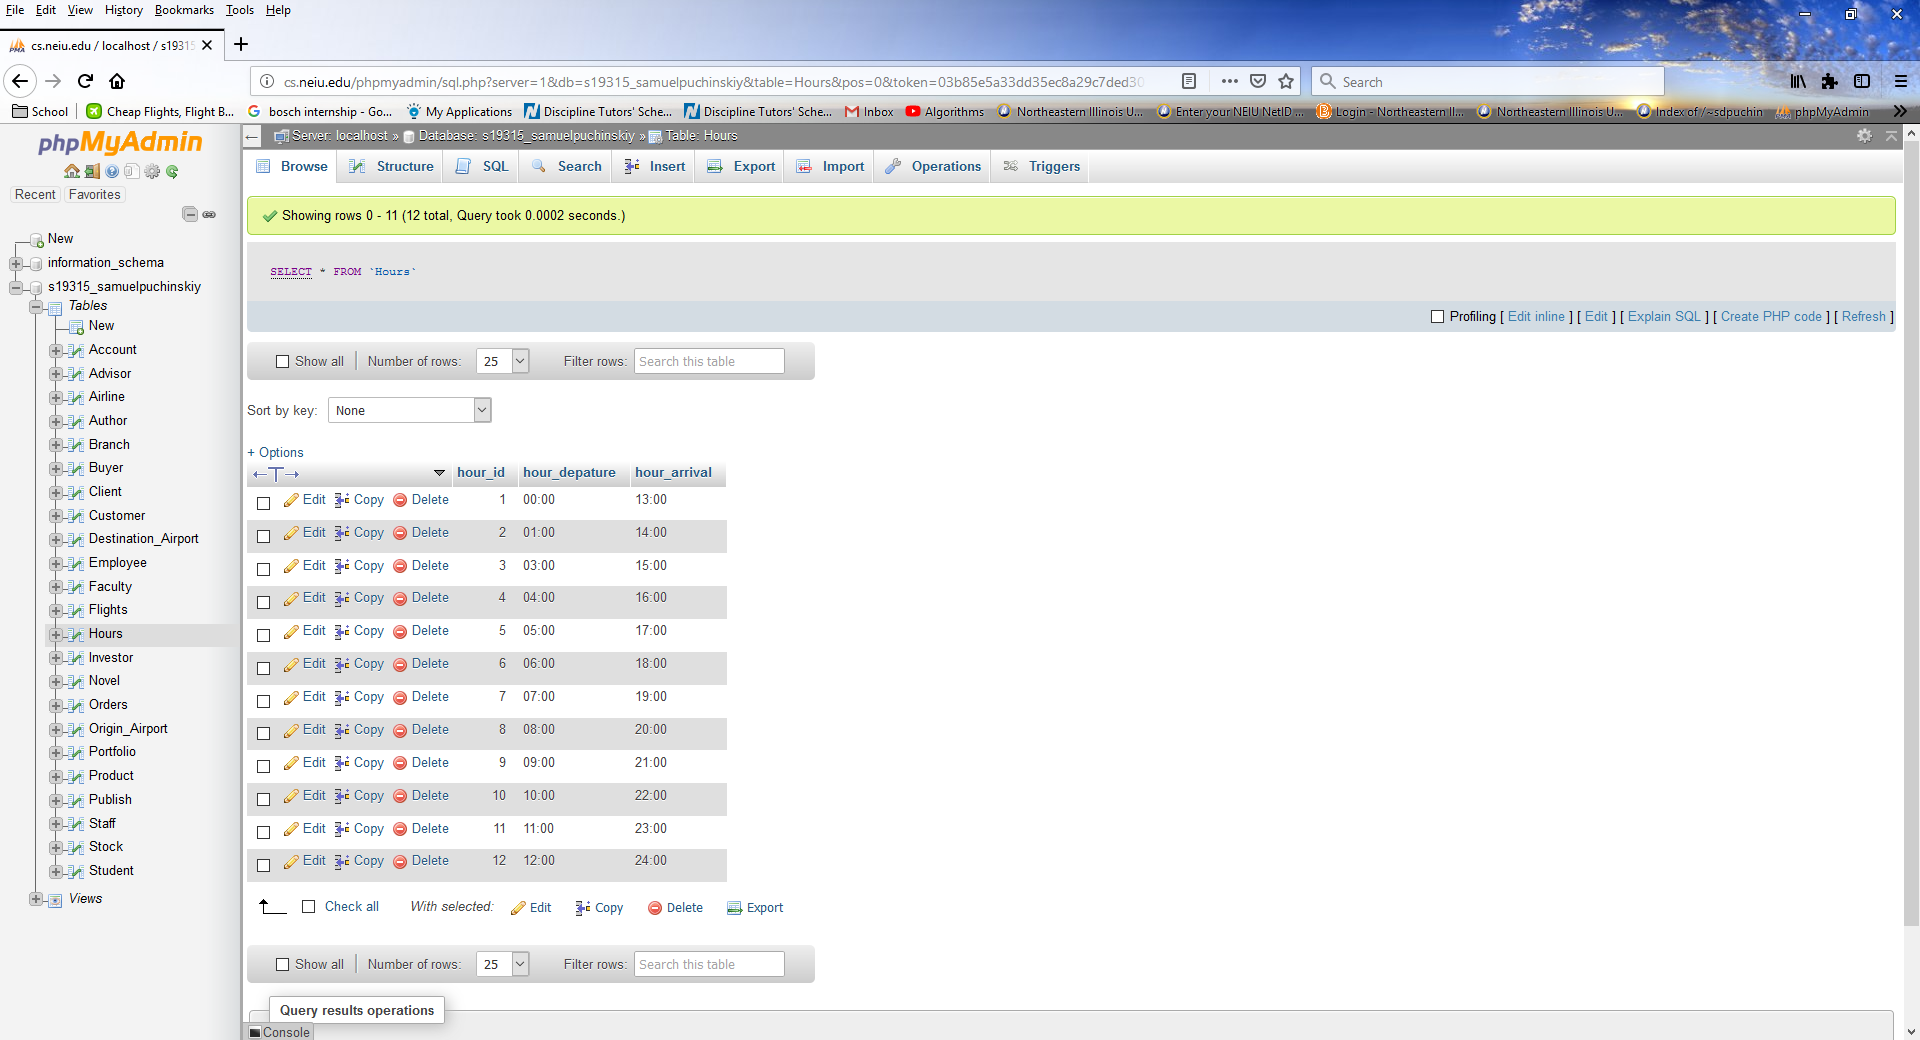 File Edit View History Bookmarks Tools Help
cs.neiu.edu / localhost / s19315
cs.neiu.edu/phpmyadmin/sql.php?server=1&db=s19315_samuelpuchinskiy&table=Hours&pos=0&token=03b85e5a33dd35ec8a29c7ded30
Search
School Cheap Flights, Flight B... bosch internship - Go... My Applications Discipline Tutors' Sche... Discipline Tutors' Sche... Inbox Algorithms Northeastern Illinois U... Enter your NEIU NetID ... Login - Northeastern Il... Northeastern Illinois U... Index of /~sdpuchin phpMyAdmin
phpMyAdmin
Recent Favorites
New
information_schema
s19315_samuelpuchinskiy
Tables
New
Account
Advisor
Airline
Author
Branch
Buyer
Client
Customer
Destination_Airport
Employee
Faculty
Flights
Hours
Investor
Novel
Orders
Origin_Airport
Portfolio
Product
Publish
Staff
Stock
Student
Views
Server: localhost » Database: s19315_samuelpuchinskiy » Table: Hours
Browse Structure SQL Search Insert Export Import Operations Triggers
Showing rows 0 - 11 (12 total, Query took 0.0002 seconds.)
SELECT * FROM `Hours`
Profiling [ Edit inline ] [ Edit ] [ Explain SQL ] [ Create PHP code ] [ Refresh ]
Show all Number of rows: 25 Filter rows: Search this table
Sort by key: None
+ Options
←T→ hour_id hour_depature hour_arrival
Edit Copy Delete 1 00:00 13:00
Edit Copy Delete 2 01:00 14:00
Edit Copy Delete 3 03:00 15:00
Edit Copy Delete 4 04:00 16:00
Edit Copy Delete 5 05:00 17:00
Edit Copy Delete 6 06:00 18:00
Edit Copy Delete 7 07:00 19:00
Edit Copy Delete 8 08:00 20:00
Edit Copy Delete 9 09:00 21:00
Edit Copy Delete 10 10:00 22:00
Edit Copy Delete 11 11:00 23:00
Edit Copy Delete 12 12:00 24:00
Check all With selected: Edit Copy Delete Export
Show all Number of rows: 25 Filter rows: Search this table
Query results operations
Console